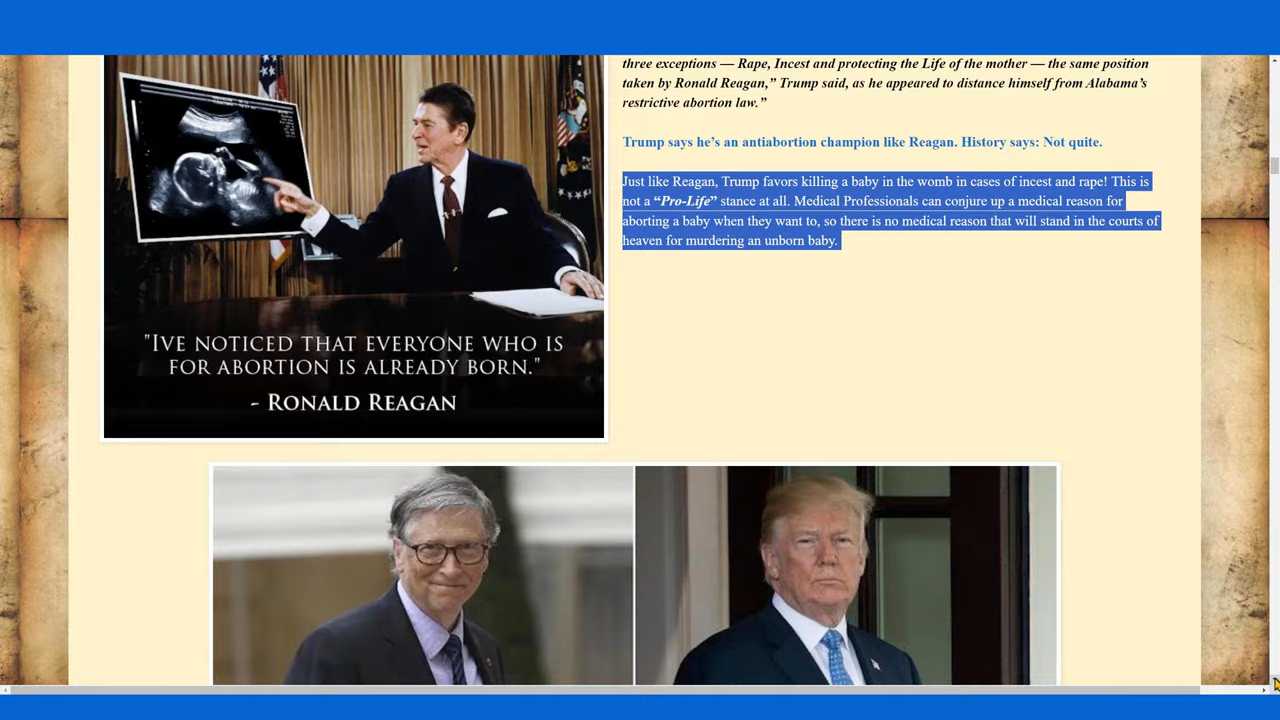 three exceptions — Rape, Incest and protecting the Life of the mother — the same position
taken by Ronald Reagan,” Trump said, as he appeared to distance himself from Alabama’s
restrictive abortion law.”
Trump says he’s an antiabortion champion like Reagan. History says: Not quite.
Just like Reagan, Trump favors killing a baby in the womb in cases of incest and rape! This is
not a “Pro-Life” stance at all. Medical Professionals can conjure up a medical reason for
aborting a baby when they want to, so there is no medical reason that will stand in the courts of
heaven for murdering an unborn baby.
"IVE NOTICED THAT EVERYONE WHO IS
FOR ABORTION IS ALREADY BORN."
- RONALD REAGAN